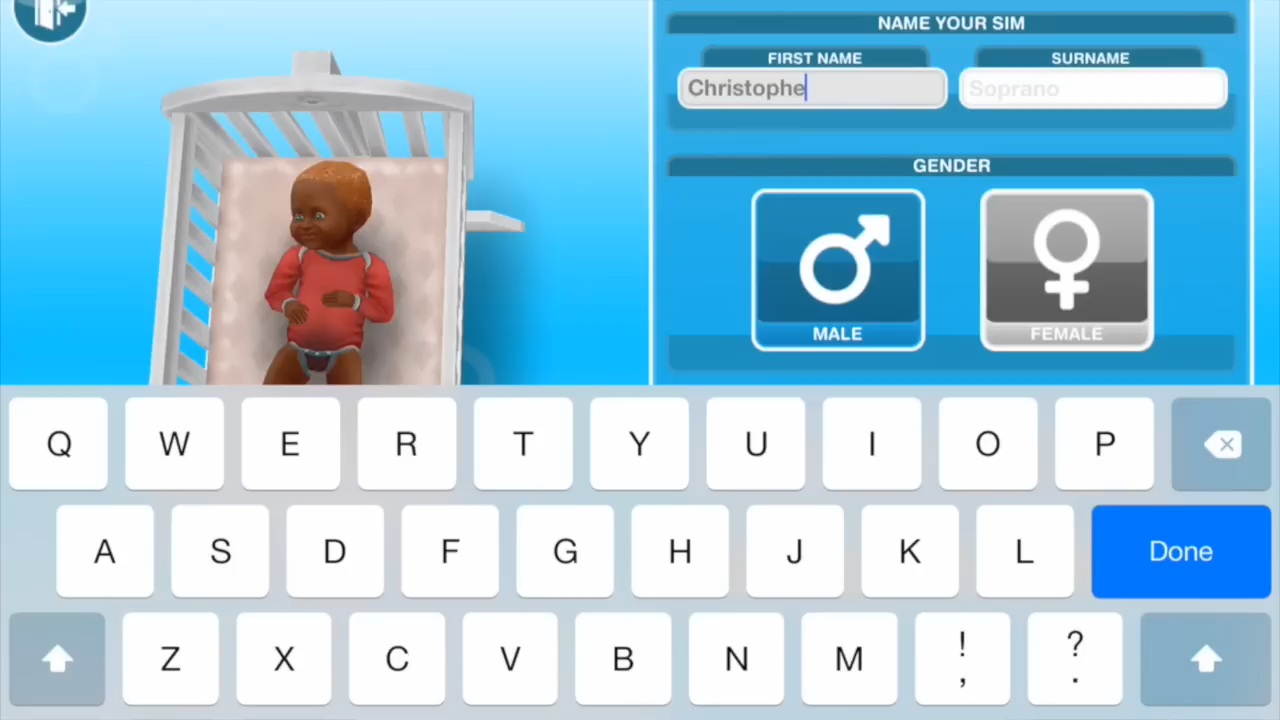 NAME YOUR SIM
FIRST NAME
SURNAME
Christophe
Soprano
GENDER
MALE
FEMALE
Q W E R T Y U I O P
A S D F G H J K L Done
Z X C V B N M ! , ? .